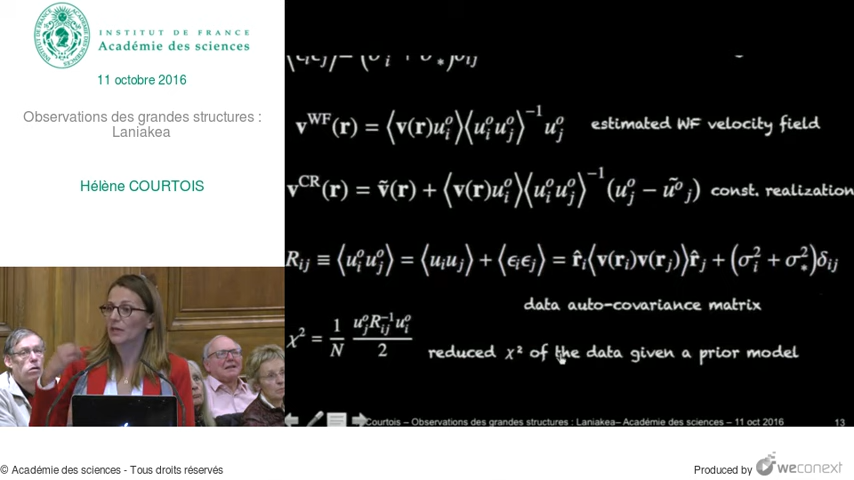 INSTITUT DE FRANCE
Académie des sciences
11 octobre 2016
Observations des grandes structures :
Laniakea
Hélène COURTOIS
v^WF(r) = ⟨v(r)u_i^o⟩⟨u_i^o u_j^o⟩^−1 u_j^o estimated WF velocity field
v^CR(r) = ṽ(r) + ⟨v(r)u_i^o⟩⟨u_i^o u_j^o⟩^−1 (u_j^o − ũ^o_j) const. realization
R_ij ≡ ⟨u_i^o u_j^o⟩ = ⟨u_i u_j⟩ + ⟨ϵ_i ϵ_j⟩ = r̂_i⟨v(r_i)v(r_j)⟩r̂_j + (σ_i^2 + σ_*^2)δ_ij
data auto-covariance matrix
χ^2 = 1/N u_j^o R_ij^−1 u_i^o / 2
reduced χ² of the data given a prior model
Courtois – Observations des grandes structures : Laniakea– Académie des sciences – 11 oct 2016 13
© Académie des sciences - Tous droits réservés
Produced by weconext